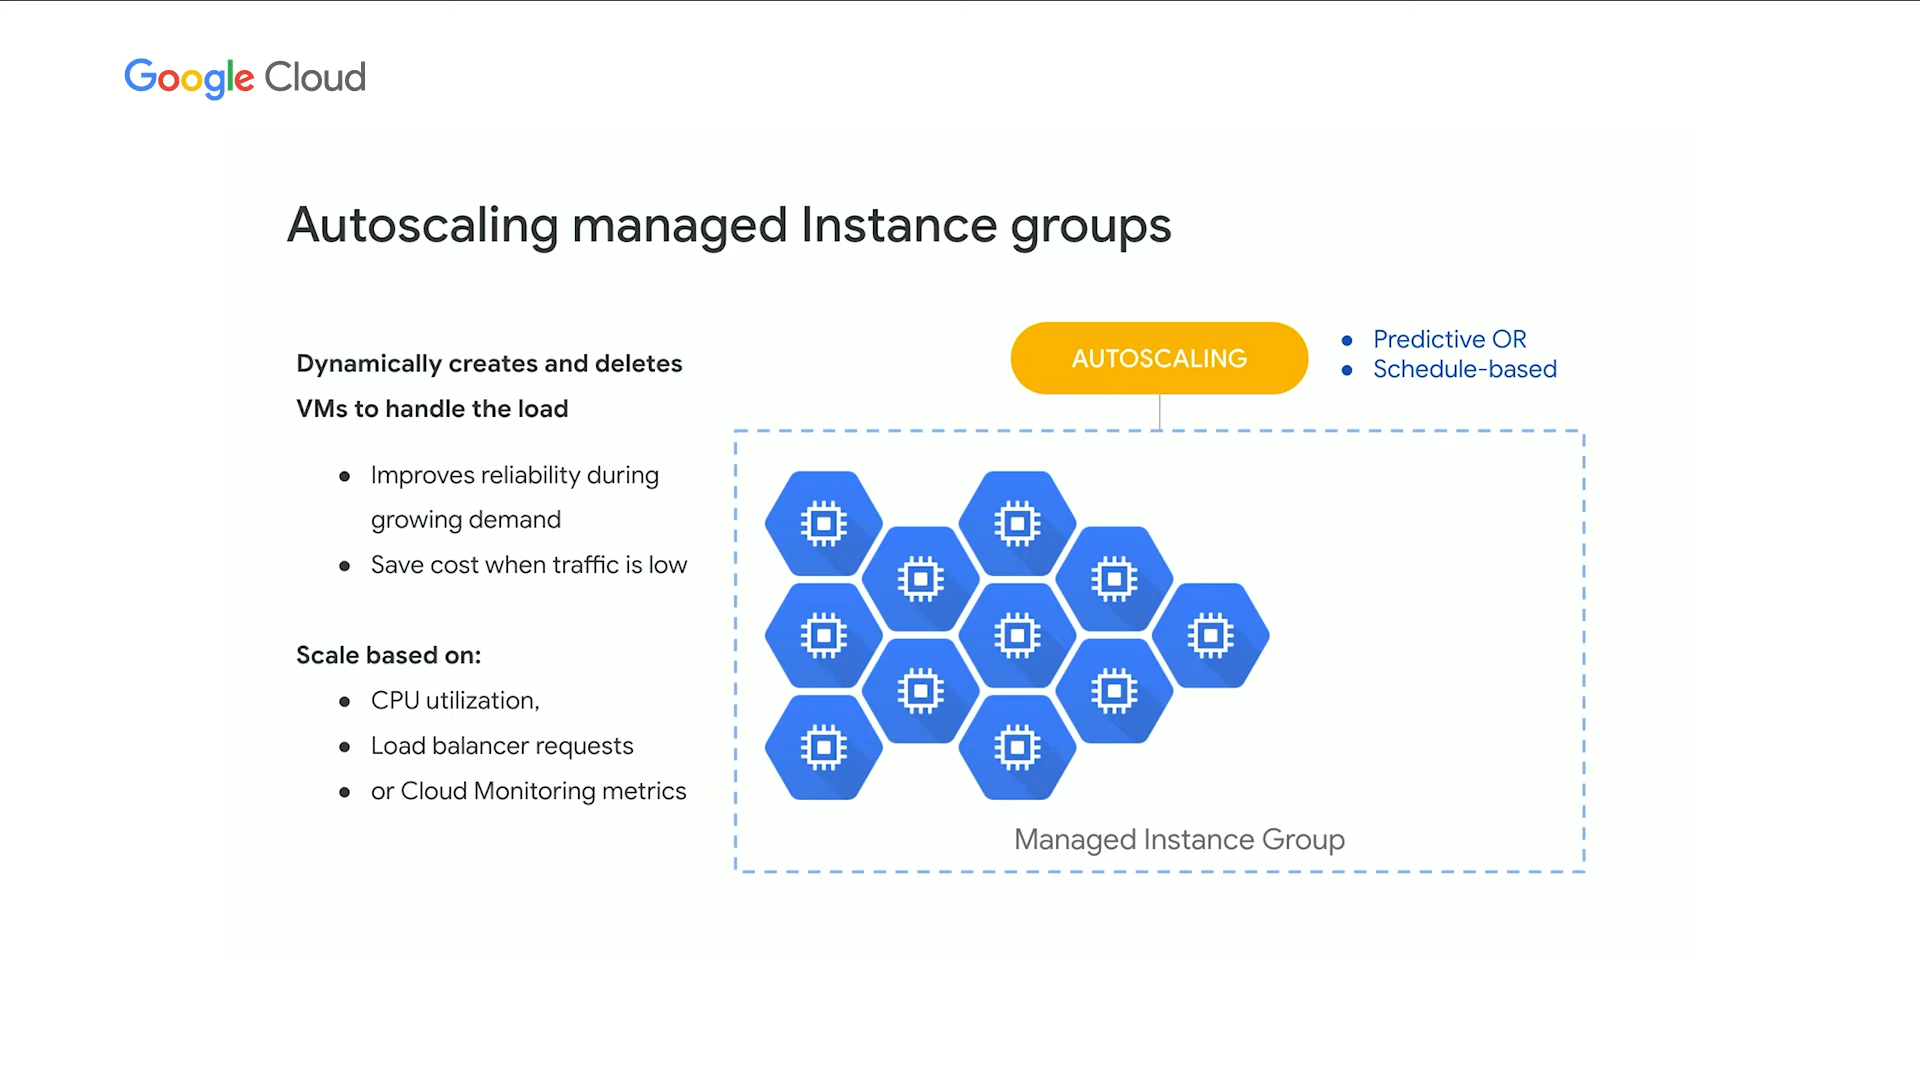 Google Cloud
Autoscaling managed Instance groups
Dynamically creates and deletes
VMs to handle the load
● Improves reliability during
growing demand
● Save cost when traffic is low
Scale based on:
● CPU utilization,
● Load balancer requests
● or Cloud Monitoring metrics
AUTOSCALING
● Predictive OR
● Schedule-based
Managed Instance Group